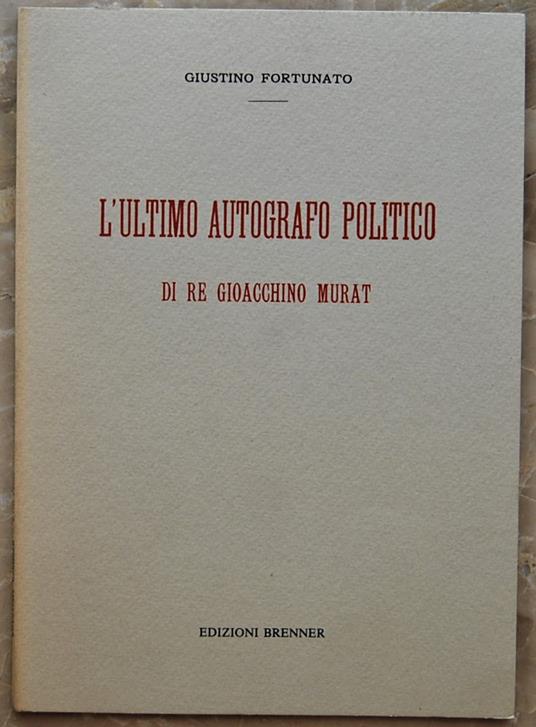 GIUSTINO FORTUNATO
L'ULTIMO AUTOGRAFO POLITICO
DI RE GIOACCHINO MURAT
EDIZIONI BRENNER